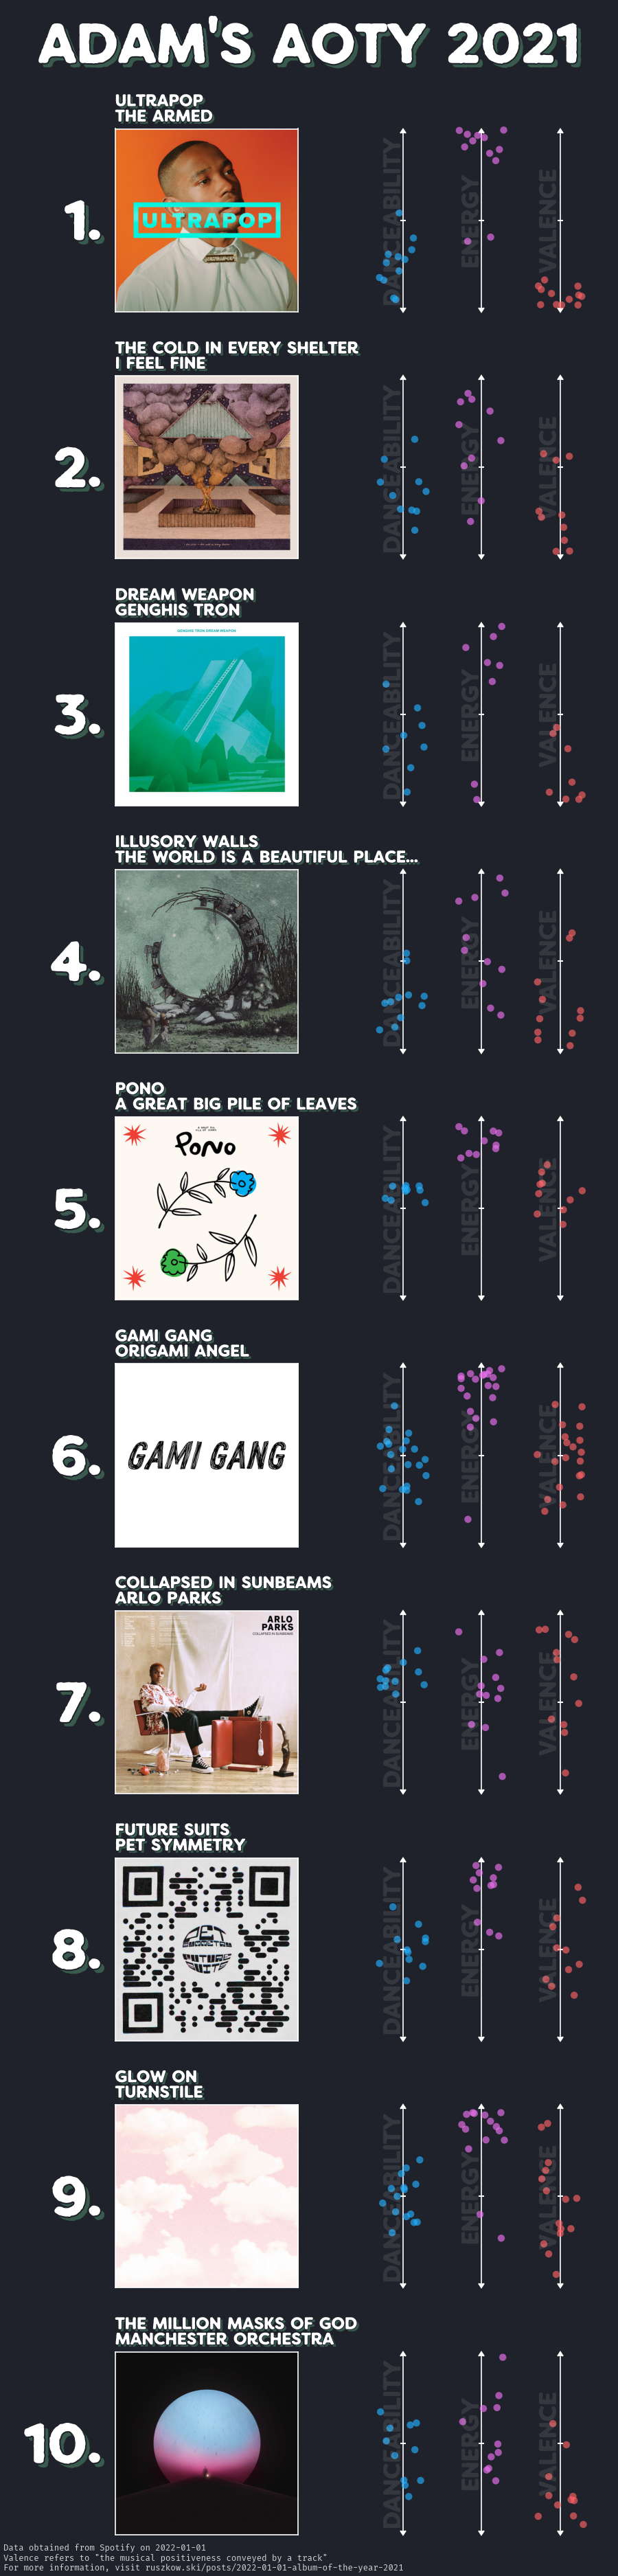 ADAM'S AOTY 2021
ULTRAPOP
THE ARMED
1.
ULTRAPOP
DANCEABILITY
ENERGY
VALENCE
THE COLD IN EVERY SHELTER
I FEEL FINE
2.
DANCEABILITY
ENERGY
VALENCE
DREAM WEAPON
GENGHIS TRON
3.
GENGHIS TRON DREAM WEAPON
DANCEABILITY
ENERGY
VALENCE
ILLUSORY WALLS
THE WORLD IS A BEAUTIFUL PLACE...
4.
DANCEABILITY
ENERGY
VALENCE
PONO
A GREAT BIG PILE OF LEAVES
5.
PONO
DANCEABILITY
ENERGY
VALENCE
GAMI GANG
ORIGAMI ANGEL
6.
GAMI GANG
DANCEABILITY
ENERGY
VALENCE
COLLAPSED IN SUNBEAMS
ARLO PARKS
7.
ARLO
PARKS
COLLAPSED IN SUNBEAMS
DANCEABILITY
ENERGY
VALENCE
FUTURE SUITS
PET SYMMETRY
8.
DANCEABILITY
ENERGY
VALENCE
GLOW ON
TURNSTILE
9.
DANCEABILITY
ENERGY
VALENCE
THE MILLION MASKS OF GOD
MANCHESTER ORCHESTRA
10.
DANCEABILITY
ENERGY
VALENCE
Data obtained from Spotify on 2022-01-01
Valence refers to "the musical positiveness conveyed by a track"
For more information, visit ruszkow.ski/posts/2022-01-01-album-of-the-year-2021